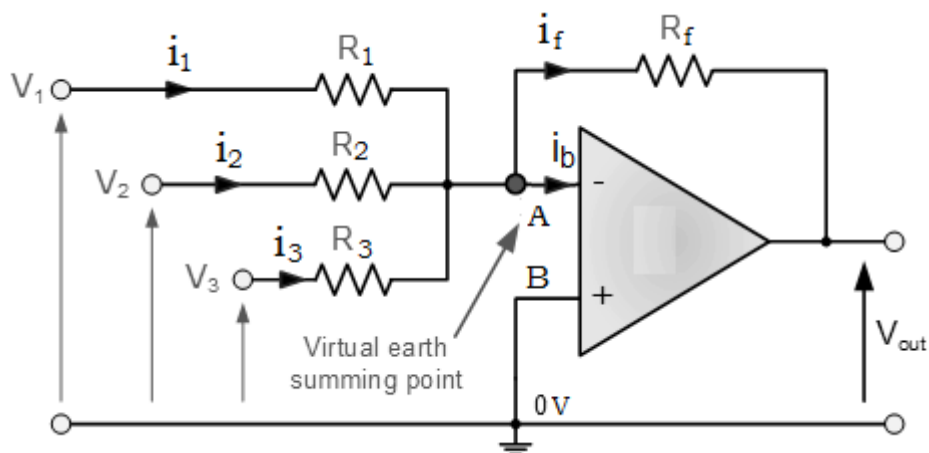 i1 R1 if Rf
V1
i2 R2 ib -
V2
A
i3 R3 B
V3 +
Virtual earth
summing point
Vout
0V